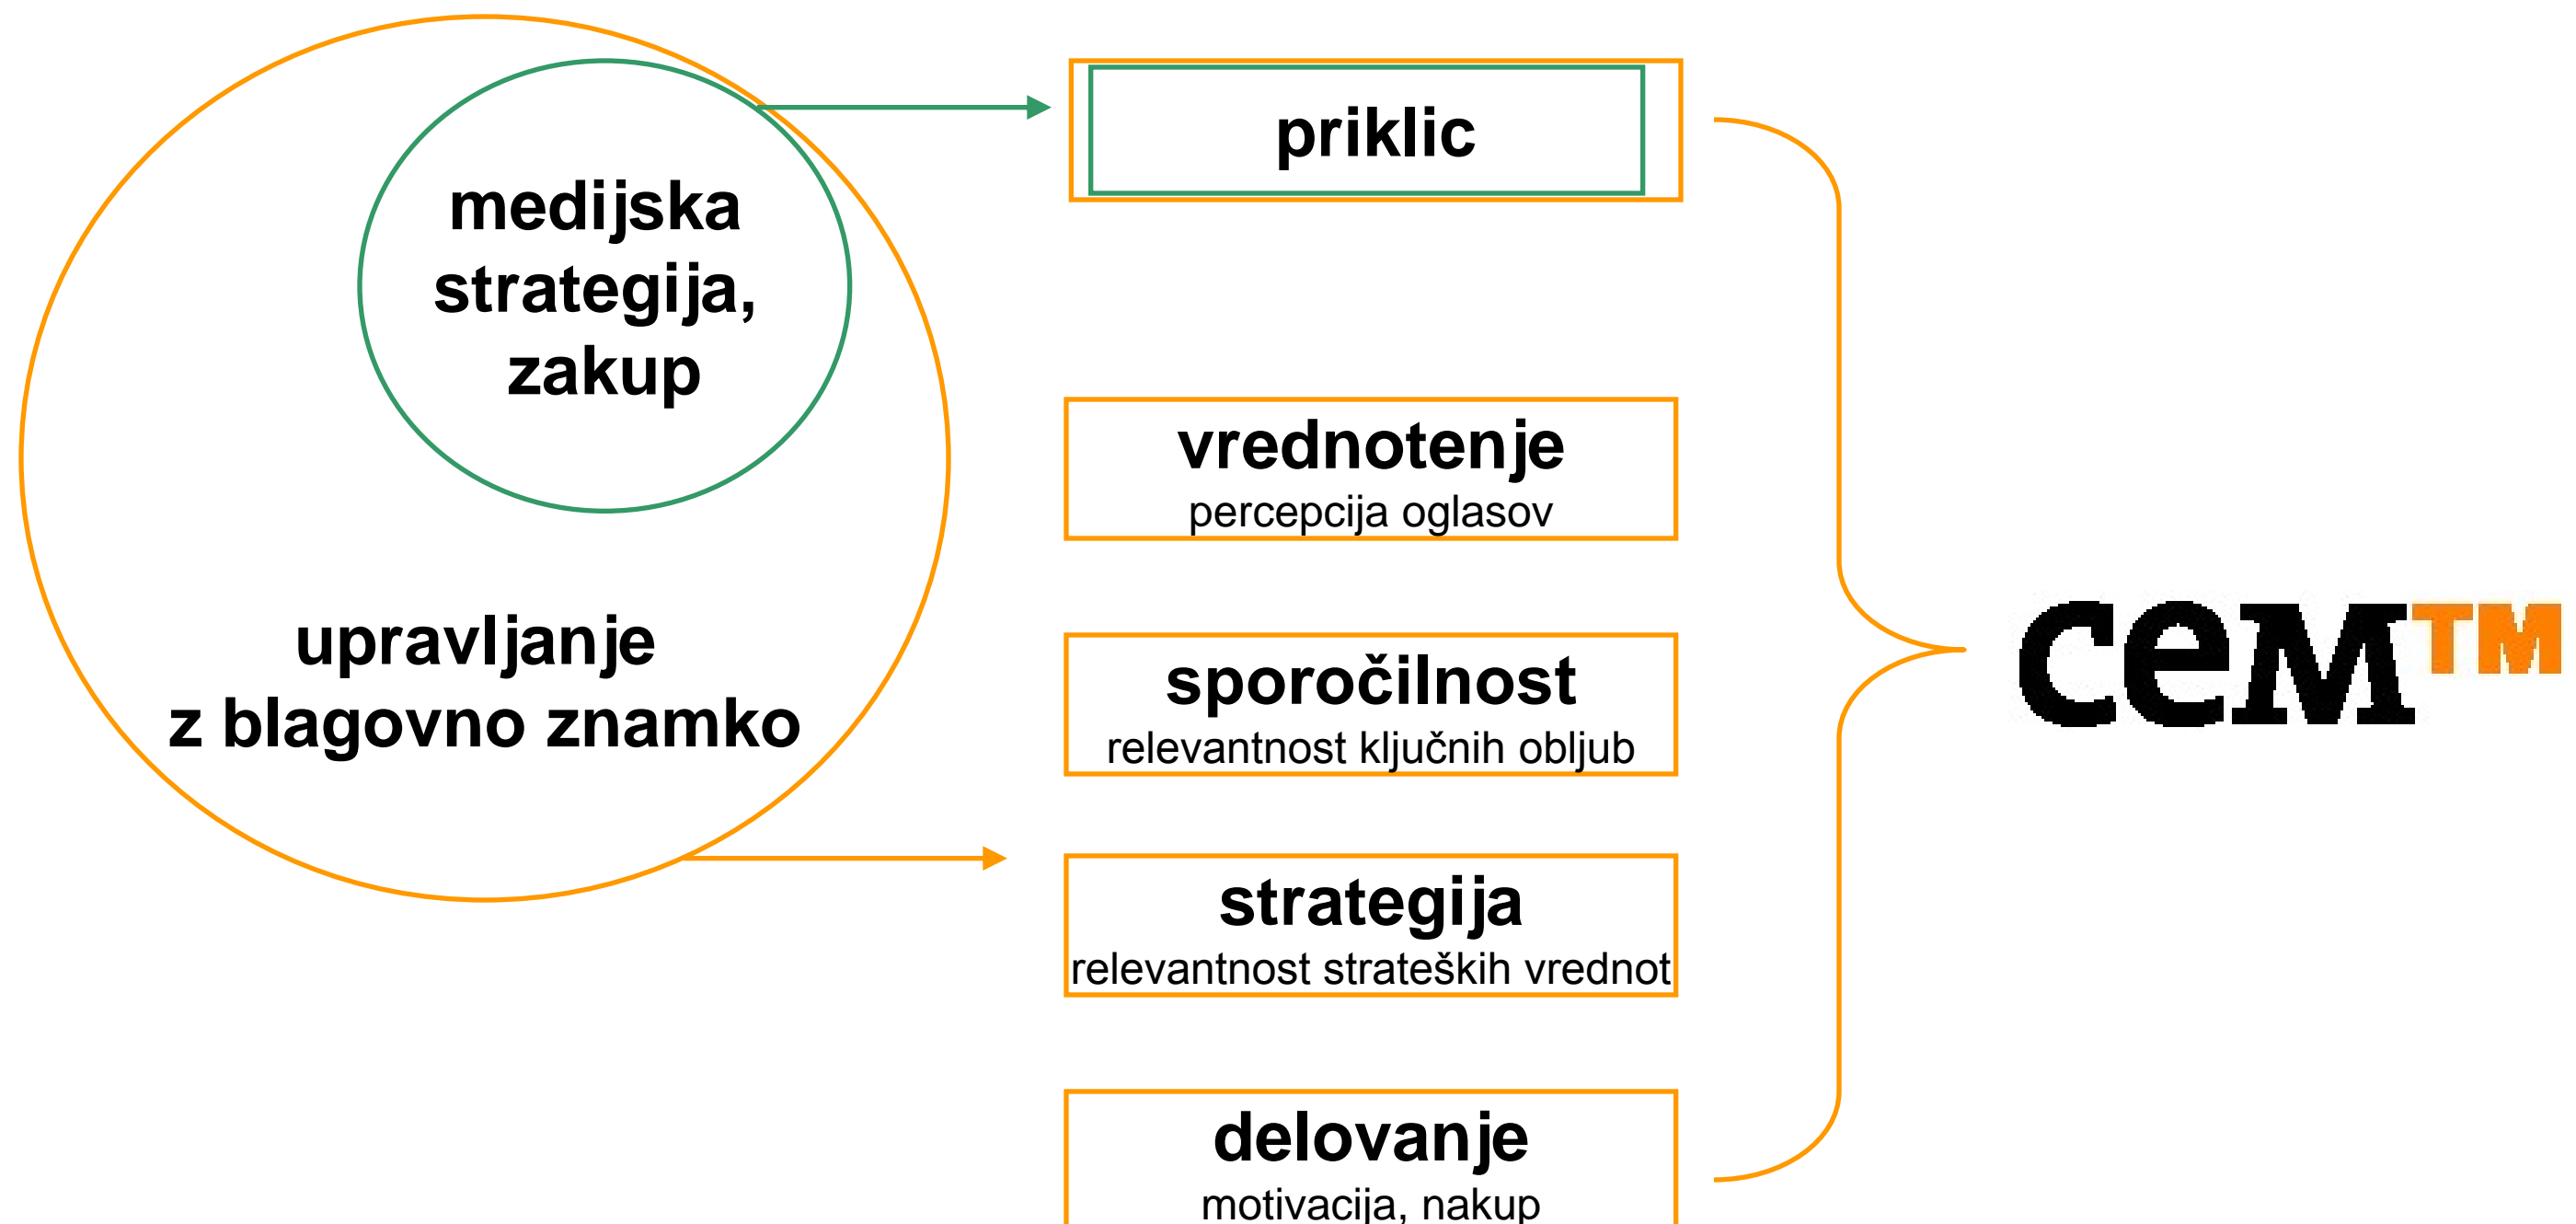 medijska
strategija,
zakup
upravljanje
z blagovno znamko
priklic
vrednotenje
percepcija oglasov
sporočilnost
relevantnost ključnih obljub
strategija
relevantnost strateških vrednot
delovanje
motivacija, nakup
cem™